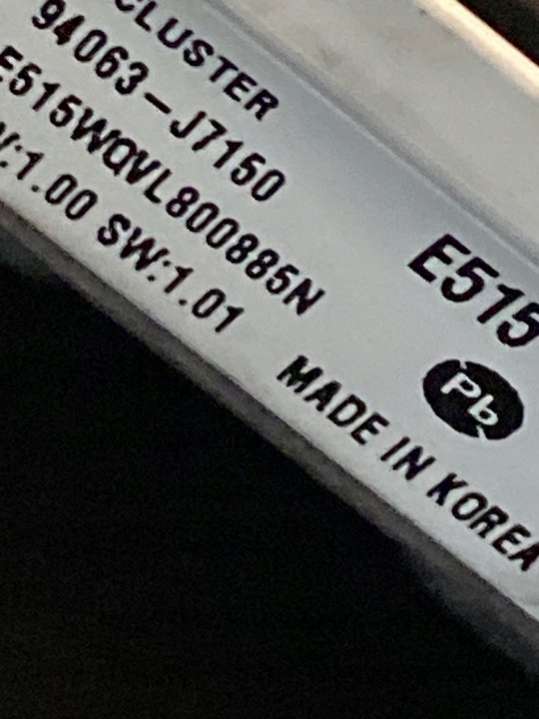 CLUSTER
94063-J7150
E515WQVL800885N
V:1.00 SW:1.01
E515
Pb
MADE IN KOREA